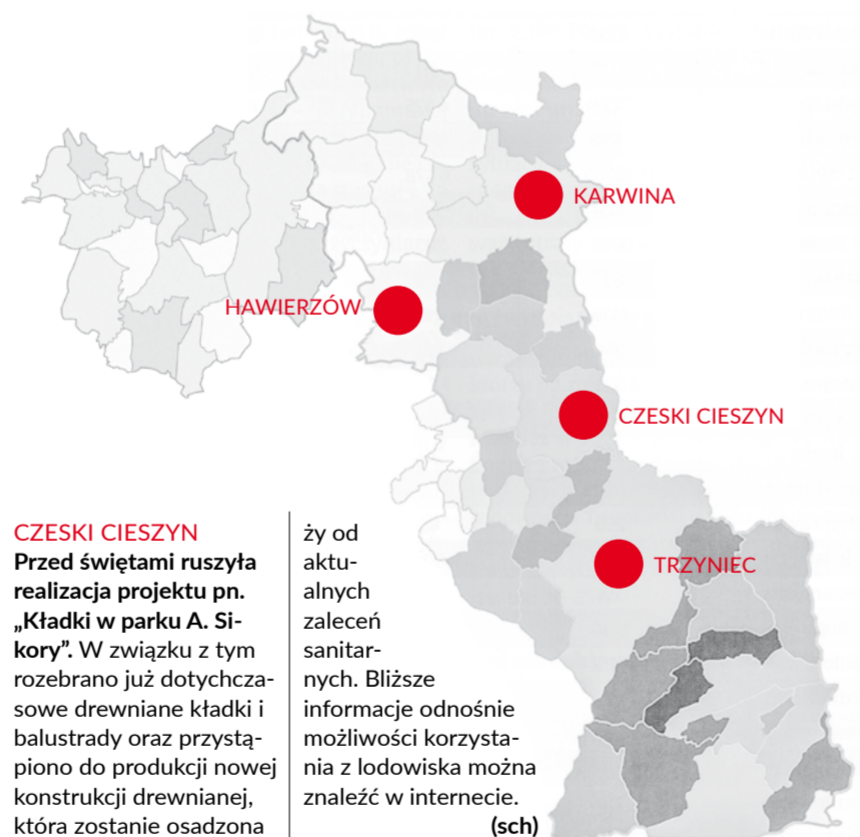 KARWINA
HAWIERZÓW
CZESKI CIESZYN
TRZYNIEC
CZESKI CIESZYN
Przed świętami ruszyła
realizacja projektu pn.
„Kładki w parku A. Si-
kory”. W związku z tym
rozebrano już dotychcza-
sowe drewniane kładki i
balustrady oraz przystą-
piono do produkcji nowej
konstrukcji drewnianej,
która zostanie osadzona
ży od
aktu-
alnych
zaleceń
sanitar-
nych. Bliższe
informacje odnośnie
możliwości korzysta-
nia z lodowiska można
znaleźć w internecie.
(sch)